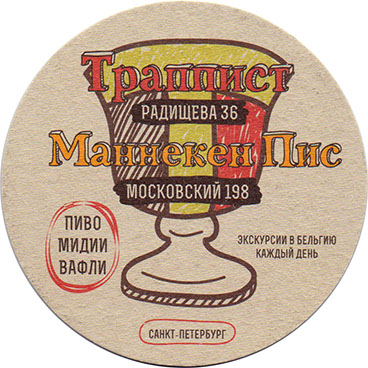 Траппист
РАДИЩЕВА 36
Маннекен Пис
МОСКОВСКИЙ 198
ПИВО
МИДИИ
ВАФЛИ
ЭКСКУРСИИ В БЕЛЬГИЮ
КАЖДЫЙ ДЕНЬ
САНКТ-ПЕТЕРБУРГ